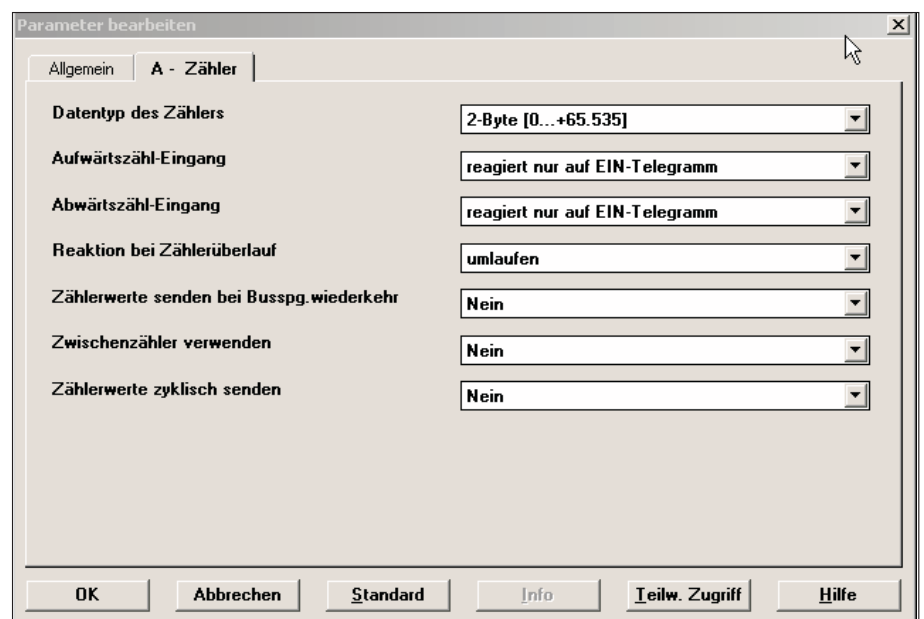 Parameter bearbeiten
Allgemein A - Zähler
Datentyp des Zählers 2-Byte [0...+65.535]
Aufwärtszähl-Eingang reagiert nur auf EIN-Telegramm
Abwärtszähl-Eingang reagiert nur auf EIN-Telegramm
Reaktion bei Zählerüberlauf umlaufen
Zählerwerte senden bei Busspg.wiederkehr Nein
Zwischenzähler verwenden Nein
Zählerwerte zyklisch senden Nein
OK Abbrechen Standard Info Teilw. Zugriff Hilfe